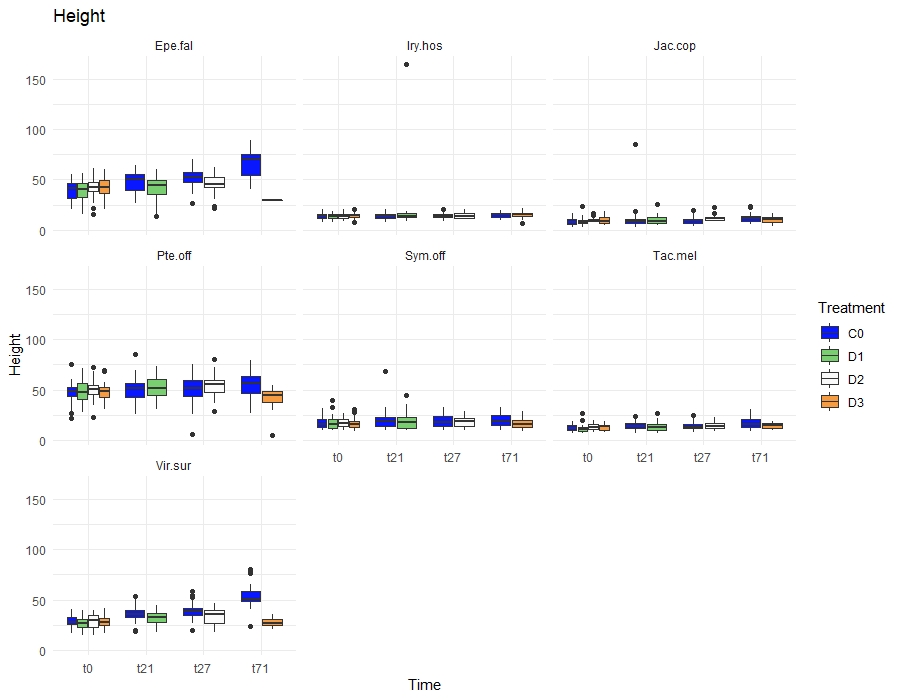 Height
Epe.fal
Iry.hos
Jac.cop
150
100
50
0
Pte.off
Sym.off
Tac.mel
150
100
50
0
t0 t21 t27 t71
t0 t21 t27 t71
Vir.sur
150
100
50
0
t0 t21 t27 t71
Height
Time
Treatment
C0
D1
D2
D3